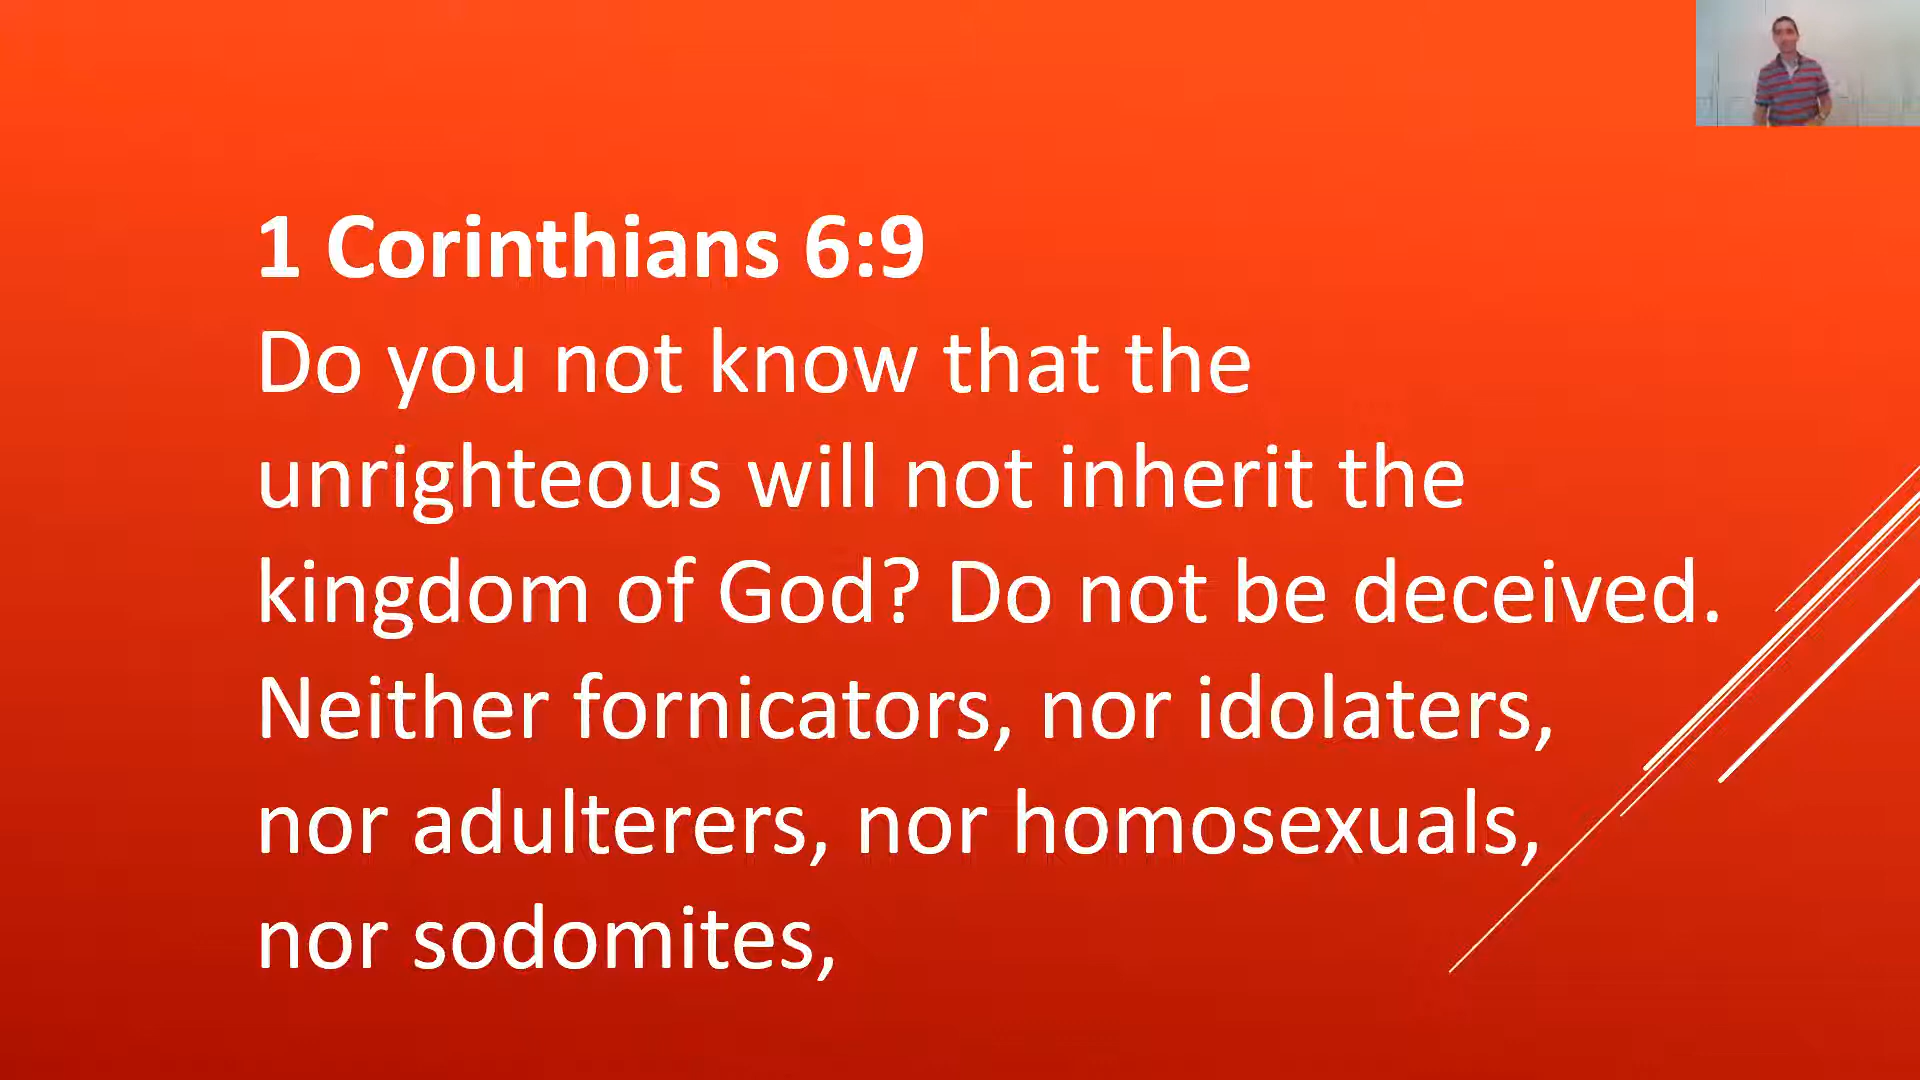 1 Corinthians 6:9
Do you not know that the
unrighteous will not inherit the
kingdom of God? Do not be deceived.
Neither fornicators, nor idolaters,
nor adulterers, nor homosexuals,
nor sodomites,